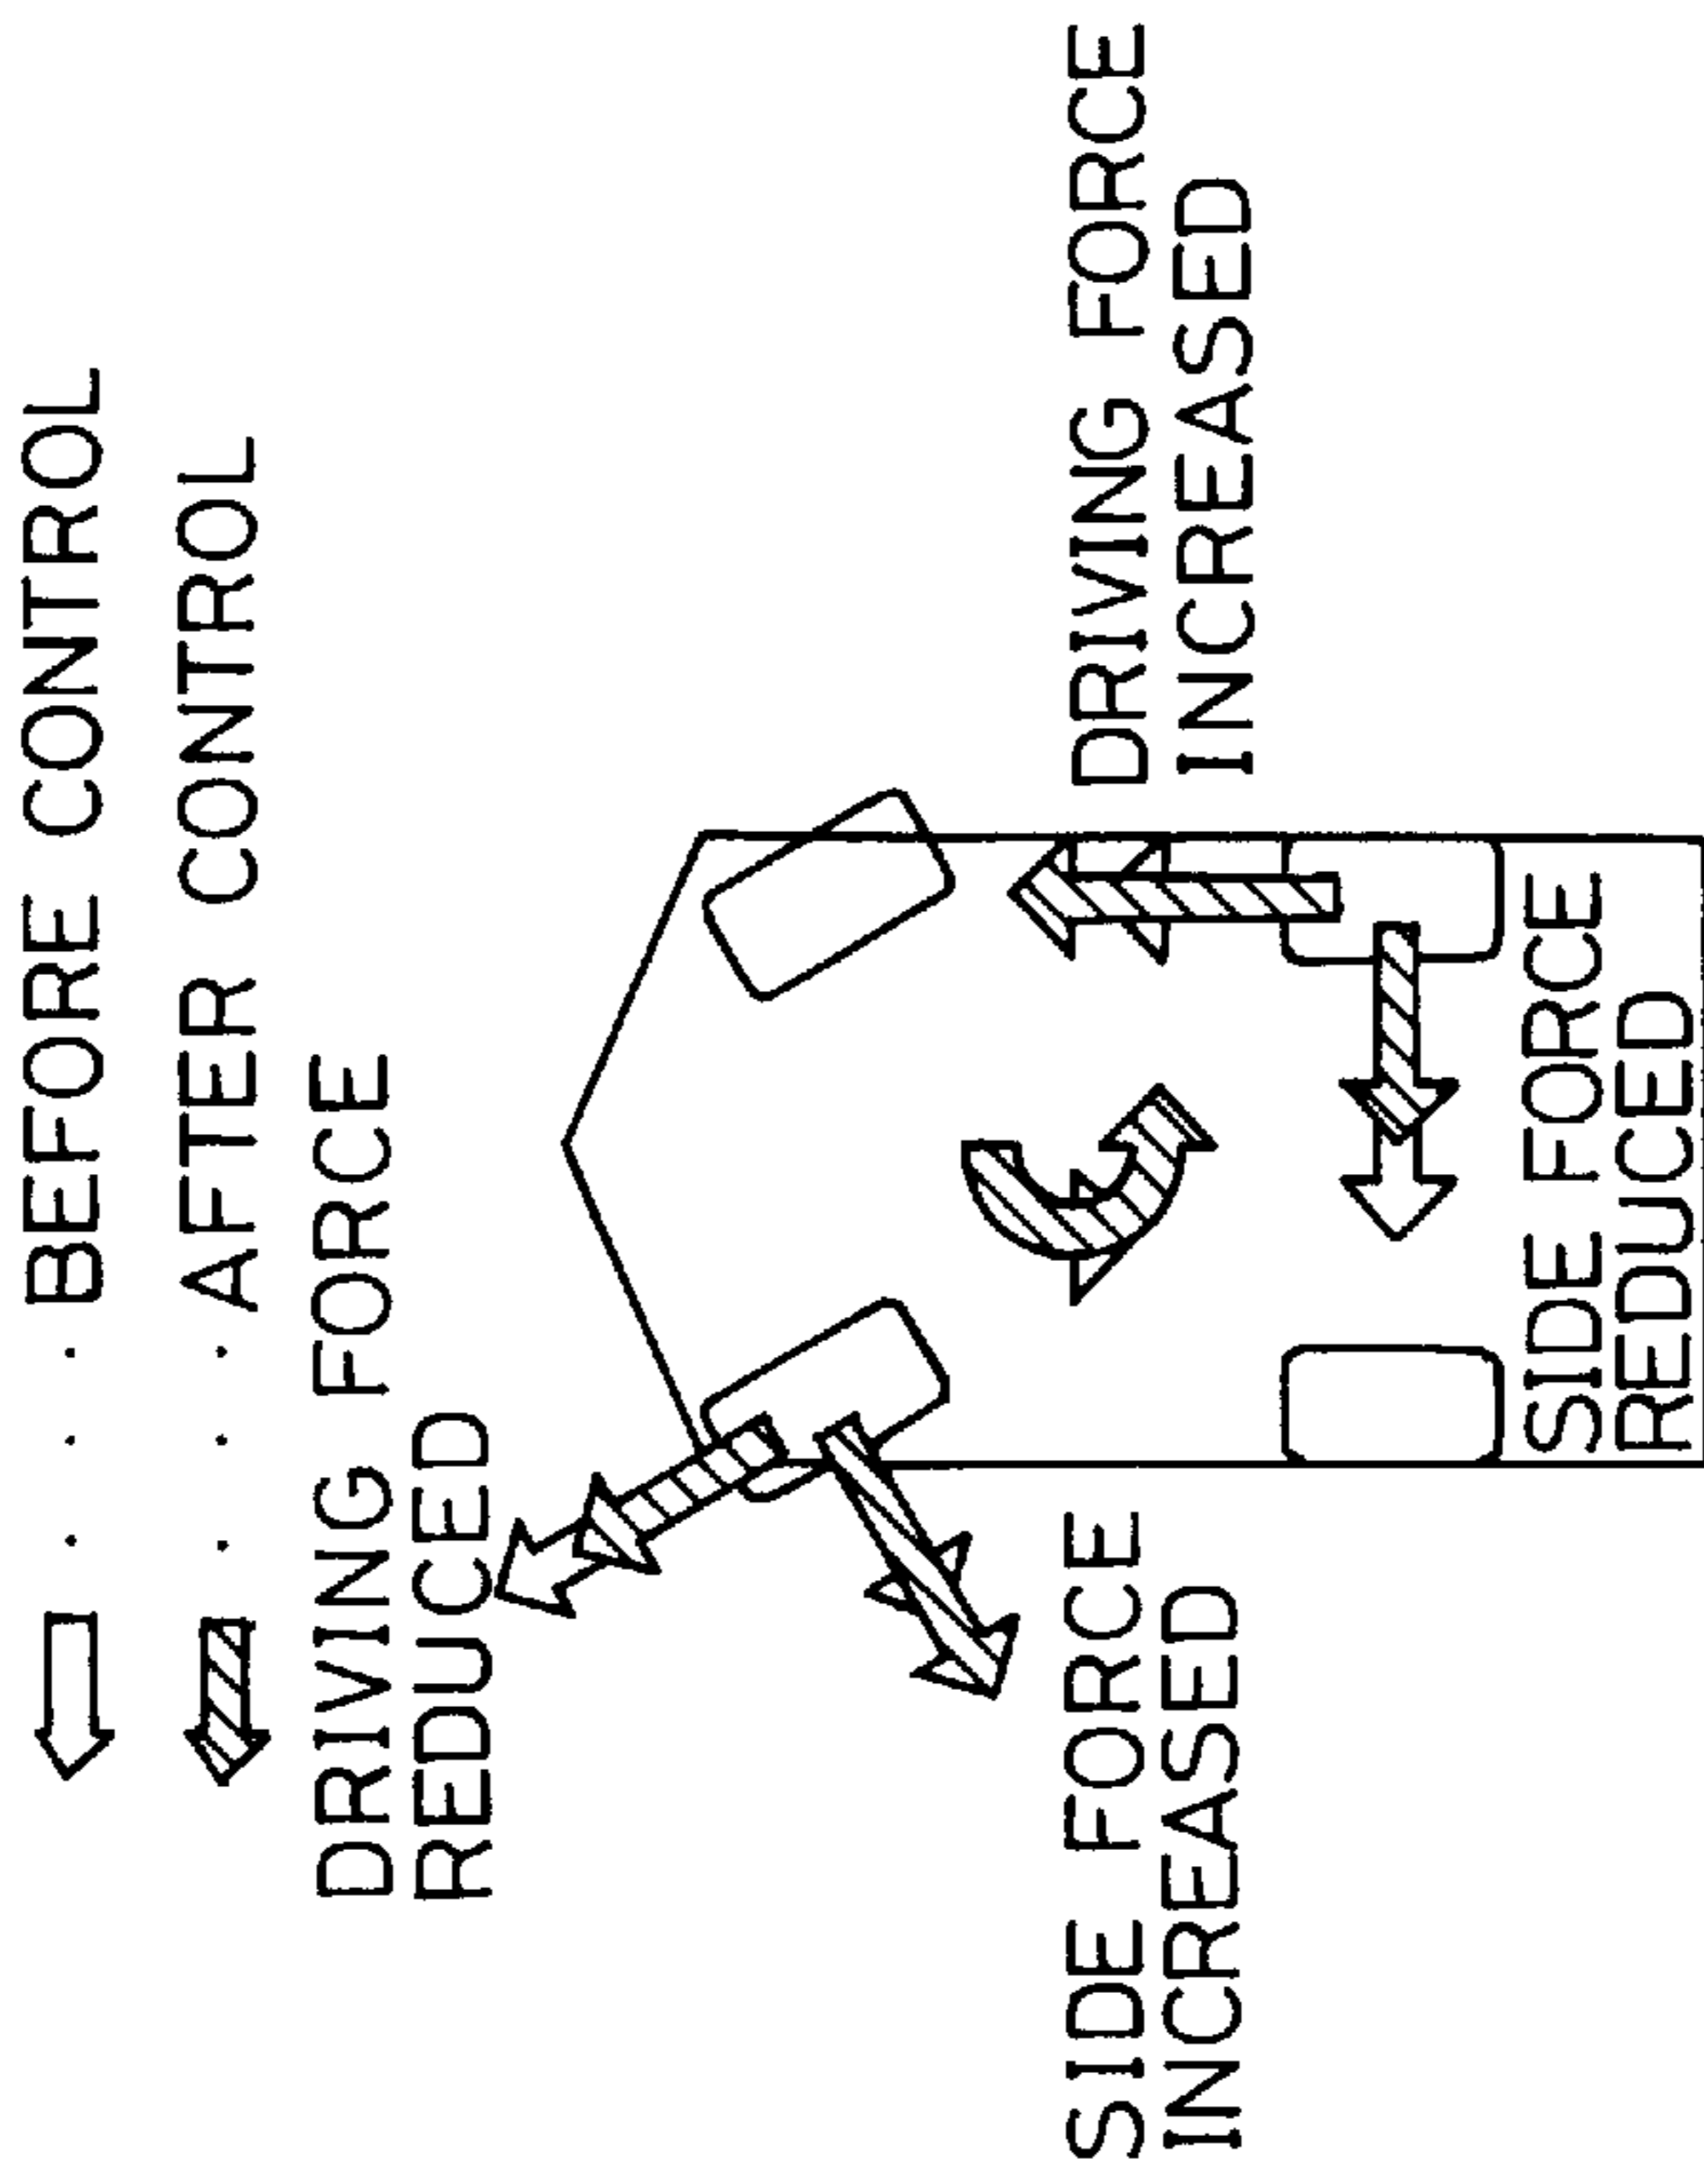 . . . BEFORE CONTROL
. . . AFTER CONTROL
DRIVING FORCE
REDUCED
SIDE FORCE
INCREASED
DRIVING FORCE
INCREASED
SIDE FORCE
REDUCED